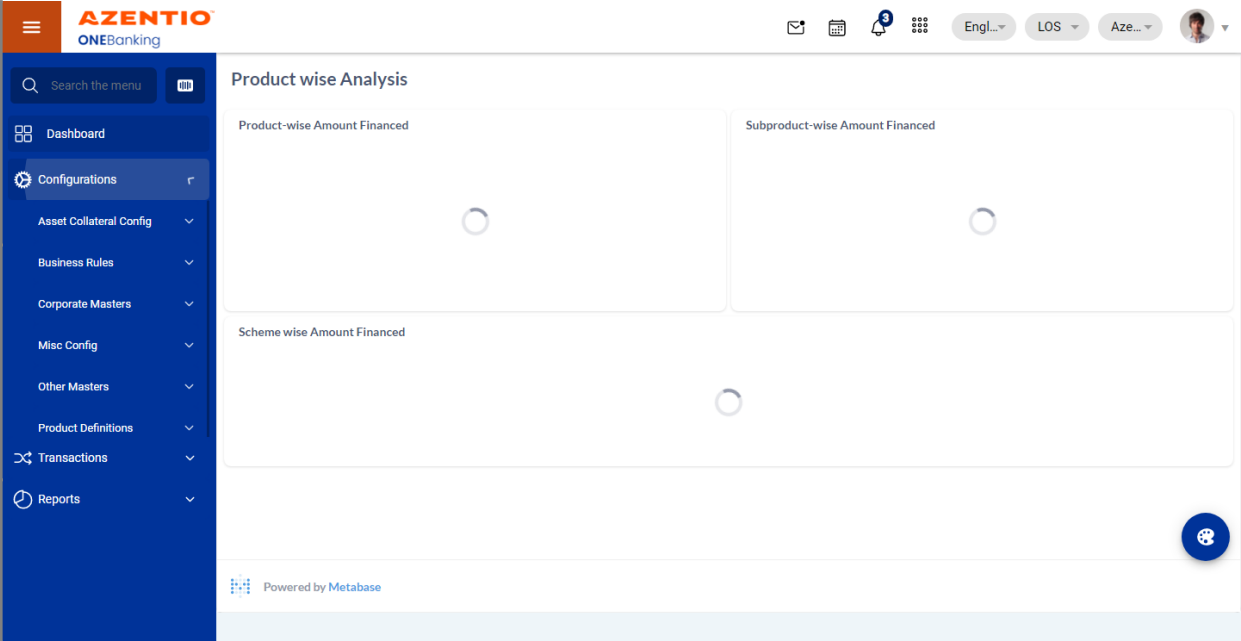 AZENTIO™
ONEBanking
3
Engl...
LOS
Aze...
Search the menu
Dashboard
Configurations
Asset Collateral Config
Business Rules
Corporate Masters
Misc Config
Other Masters
Product Definitions
Transactions
Reports
Product wise Analysis
Product-wise Amount Financed
Subproduct-wise Amount Financed
Scheme wise Amount Financed
Powered by Metabase